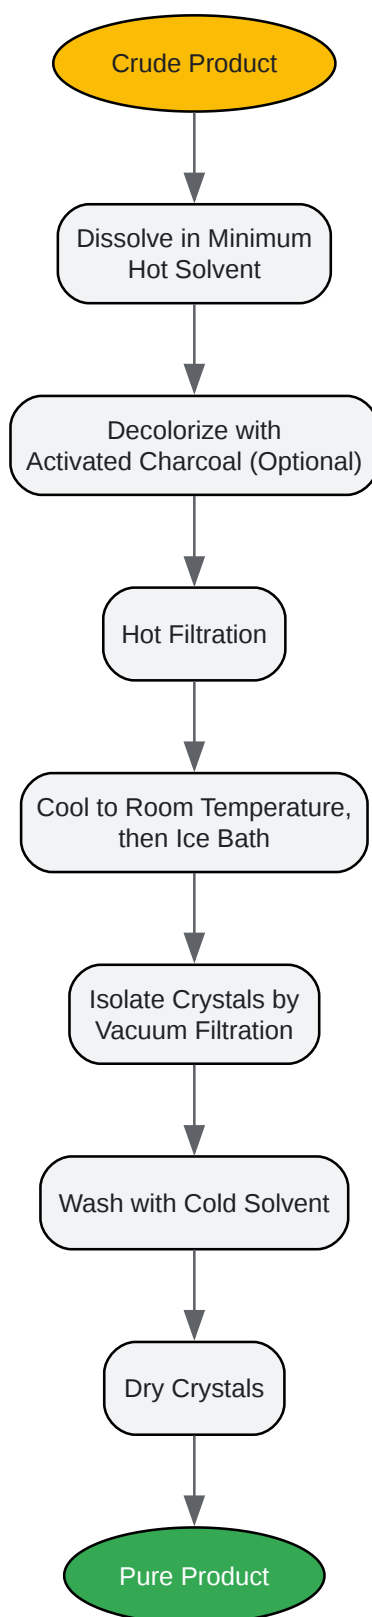 Crude Product
Dissolve in Minimum
Hot Solvent
Decolorize with
Activated Charcoal (Optional)
Hot Filtration
Cool to Room Temperature,
then Ice Bath
Isolate Crystals by
Vacuum Filtration
Wash with Cold Solvent
Dry Crystals
Pure Product